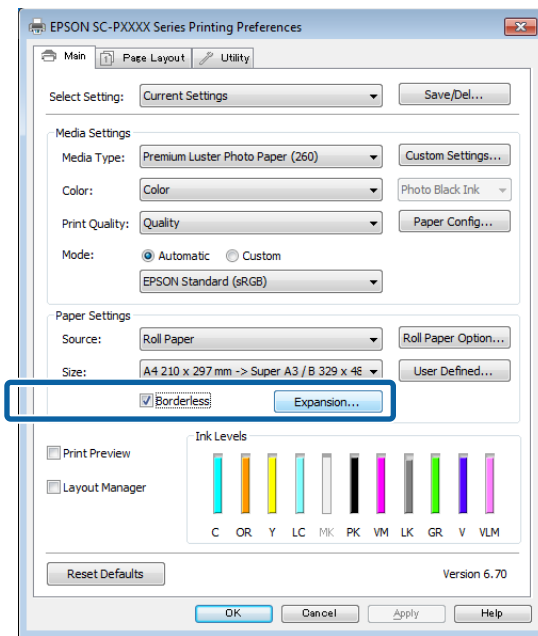 EPSON SC-PXXXX Series Printing Preferences
Main Page Layout Utility
Select Setting: Current Settings Save/Del...
Media Settings
Media Type: Premium Luster Photo Paper (260) Custom Settings...
Color: Color Photo Black Ink
Print Quality: Quality Paper Config...
Mode: Automatic Custom
EPSON Standard (sRGB)
Paper Settings
Source: Roll Paper Roll Paper Option...
Size: A4 210 x 297 mm -> Super A3 / B 329 x 48 User Defined...
Borderless Expansion...
Ink Levels
Print Preview
Layout Manager
C OR Y LC MK PK VM LK GR V VLM
Reset Defaults Version 6.70
OK Cancel Apply Help